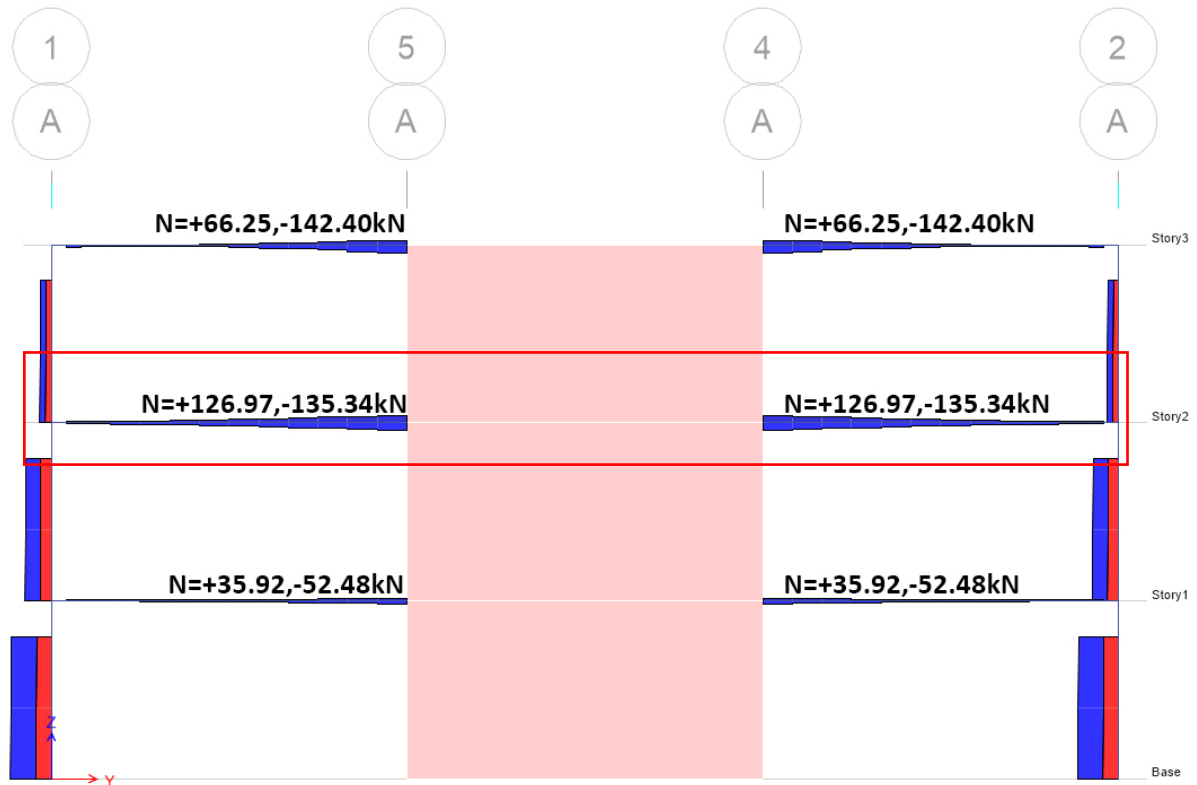 1 5 4 2
A A A A
N=+66.25,-142.40kN N=+66.25,-142.40kN
Story3
N=+126.97,-135.34kN N=+126.97,-135.34kN
Story2
N=+35.92,-52.48kN N=+35.92,-52.48kN
Story1
Z
Y
Base